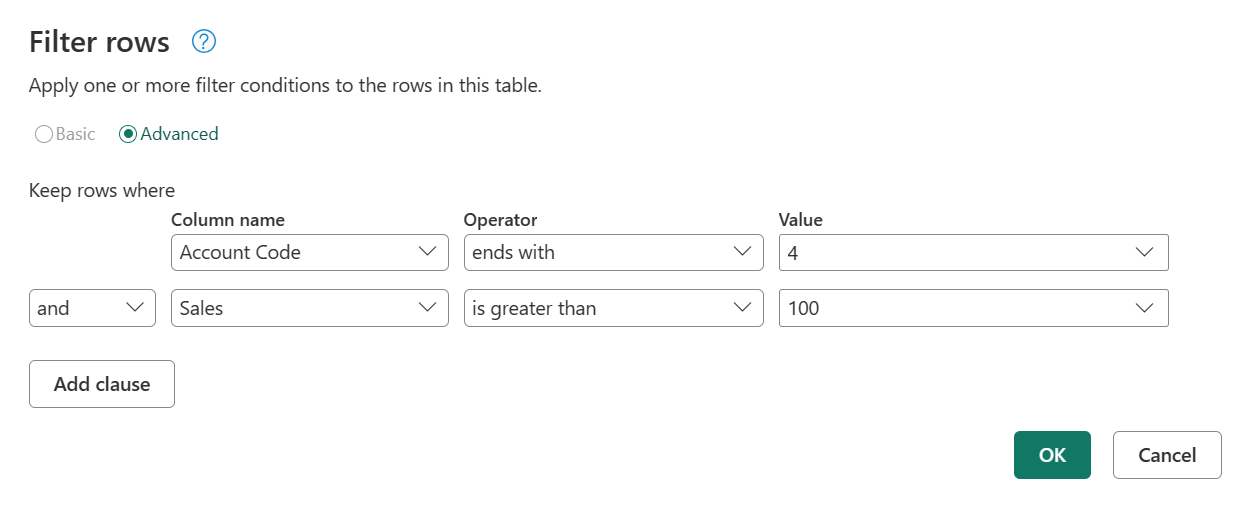 Filter rows ?
Apply one or more filter conditions to the rows in this table.
Basic Advanced
Keep rows where
Column name Operator Value
Account Code ends with 4
and Sales is greater than 100
Add clause
OK Cancel